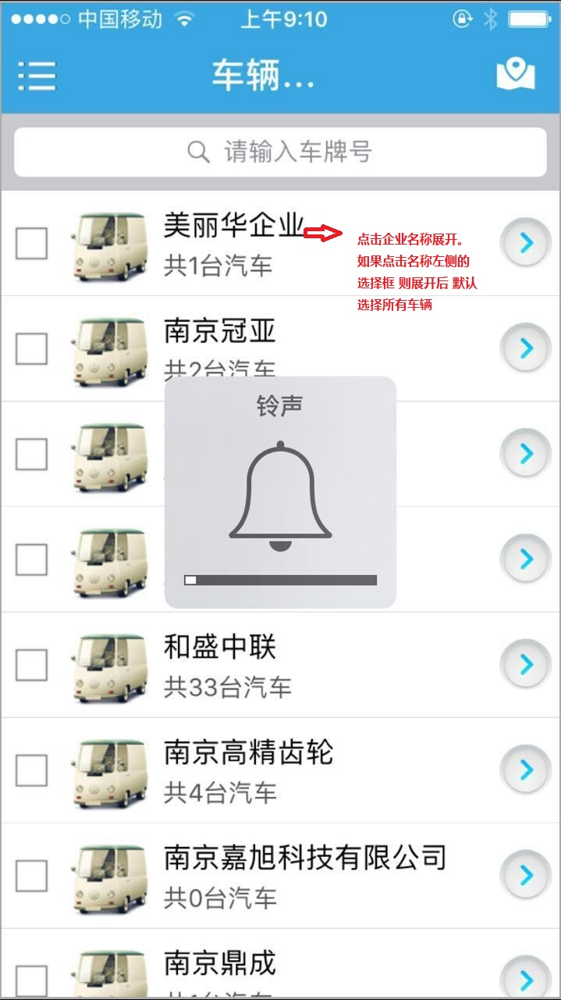 中国移动
上午9:10
车辆...
请输入车牌号
美丽华企业
共1台汽车
点击企业名称展开。
如果点击名称左侧的
选择框 则展开后 默认
选择所有车辆
南京冠亚
共2台汽车
铃声
和盛中联
共33台汽车
南京高精齿轮
共4台汽车
南京嘉旭科技有限公司
共0台汽车
南京鼎成